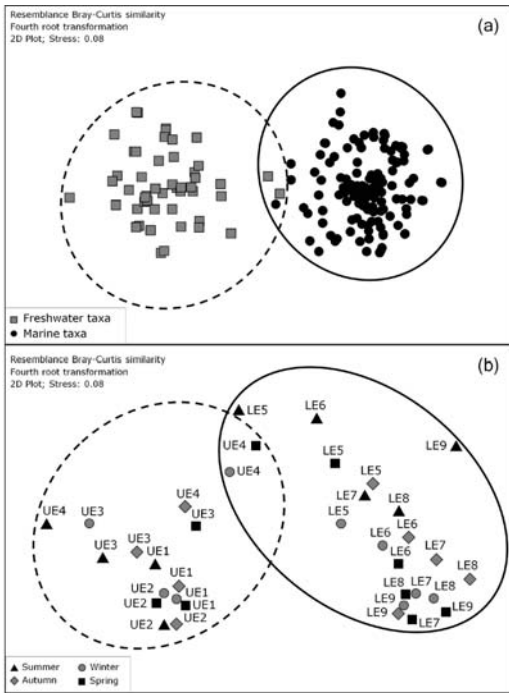 Resemblance Bray-Curtis similarity
Fourth root transformation
2D Plot; Stress: 0.08
(a)
Freshwater taxa
Marine taxa
Resemblance Bray-Curtis similarity
Fourth root transformation
2D Plot; Stress: 0.08
(b)
LE5
LE6
UE4
LE9
LE5
UE4
LE5
UE4
LE7
LE8
UE4
UE3
UE3
LE5
LE6
UE3
LE6
LE7
UE3
UE1
LE6
LE8
UE1
UE2
LE8
LE7
LE8
UE2
UE1
LE9
LE9
UE2
UE2
LE9
LE7
Summer
Winter
Autumn
Spring